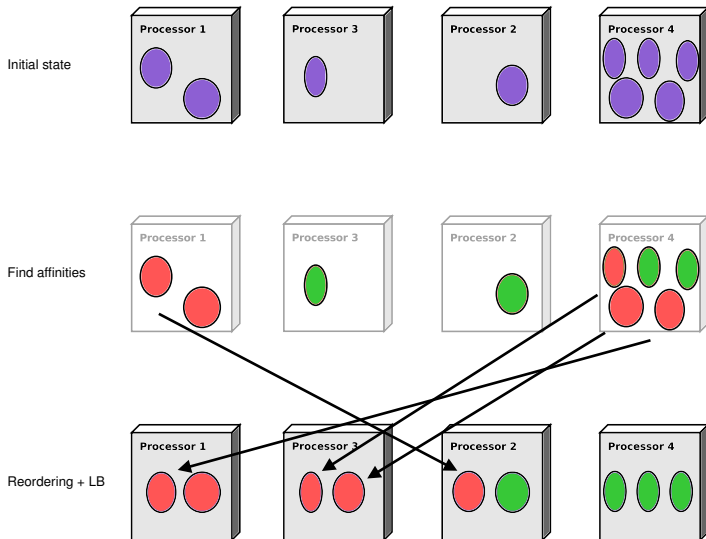 Processor 1
Processor 3
Processor 2
Processor 4
Initial state
Processor 1
Processor 3
Processor 2
Processor 4
Find affinities
Processor 1
Processor 3
Processor 2
Processor 4
Reordering + LB